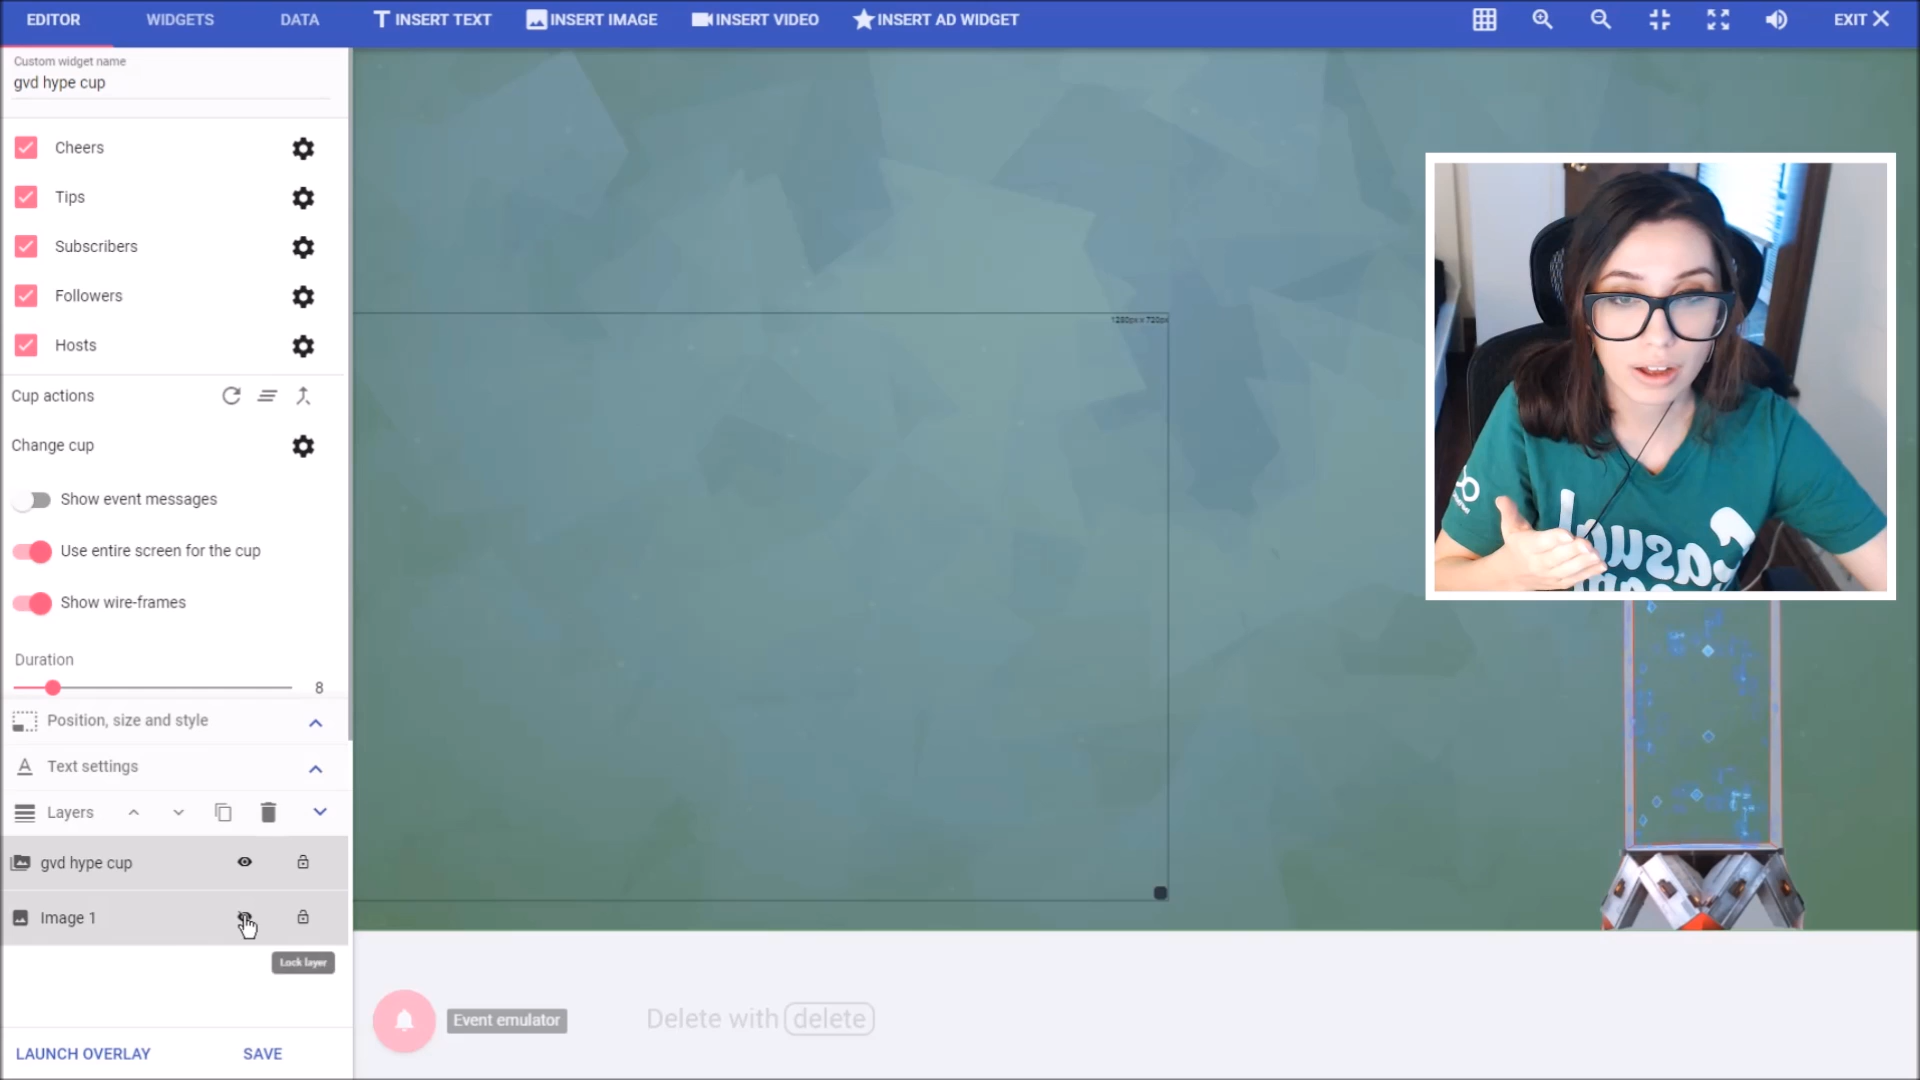 EDITOR
WIDGETS
DATA
INSERT TEXT
INSERT IMAGE
INSERT VIDEO
INSERT AD WIDGET
EXIT
Custom widget name
gvd hype cup
Cheers
Tips
Subscribers
Followers
Hosts
Cup actions
Change cup
Show event messages
Use entire screen for the cup
Show wire-frames
Duration
8
Position, size and style
Text settings
Layers
gvd hype cup
Image 1
Lock layer
LAUNCH OVERLAY
SAVE
1280px x 720px
Casual
Event emulator
Delete with delete